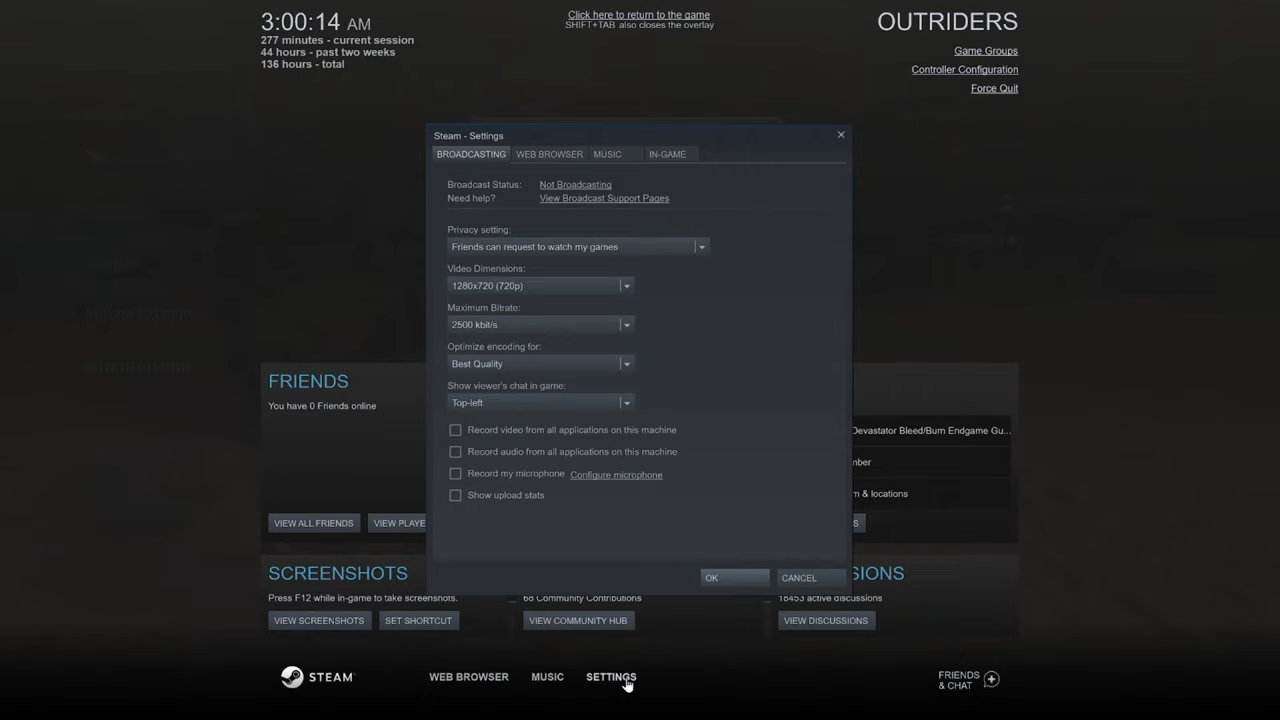 3:00:14 AM
277 minutes - current session
44 hours - past two weeks
136 hours - total
Click here to return to the game
SHIFT+TAB also closes the overlay
OUTRIDERS
Game Groups
Controller Configuration
Force Quit
Steam - Settings
BROADCASTING WEB BROWSER MUSIC IN-GAME
Broadcast Status: Not Broadcasting
Need help? View Broadcast Support Pages
Privacy setting:
Friends can request to watch my games
Video Dimensions:
1280x720 (720p)
Maximum Bitrate:
2500 kbit/s
Optimize encoding for:
Best Quality
Show viewer's chat in game:
Top-left
Record video from all applications on this machine
Record audio from all applications on this machine
Record my microphone Configure microphone
Show upload stats
OK CANCEL
FRIENDS
You have 0 Friends online
VIEW ALL FRIENDS VIEW PLAYE
Devastator Bleed/Burn Endgame Gu...
mber
m & locations
S
SCREENSHOTS
Press F12 while in-game to take screenshots.
VIEW SCREENSHOTS SET SHORTCUT
68 Community Contributions
VIEW COMMUNITY HUB
SIONS
18453 active discussions
VIEW DISCUSSIONS
STEAM
WEB BROWSER MUSIC SETTINGS
FRIENDS
& CHAT